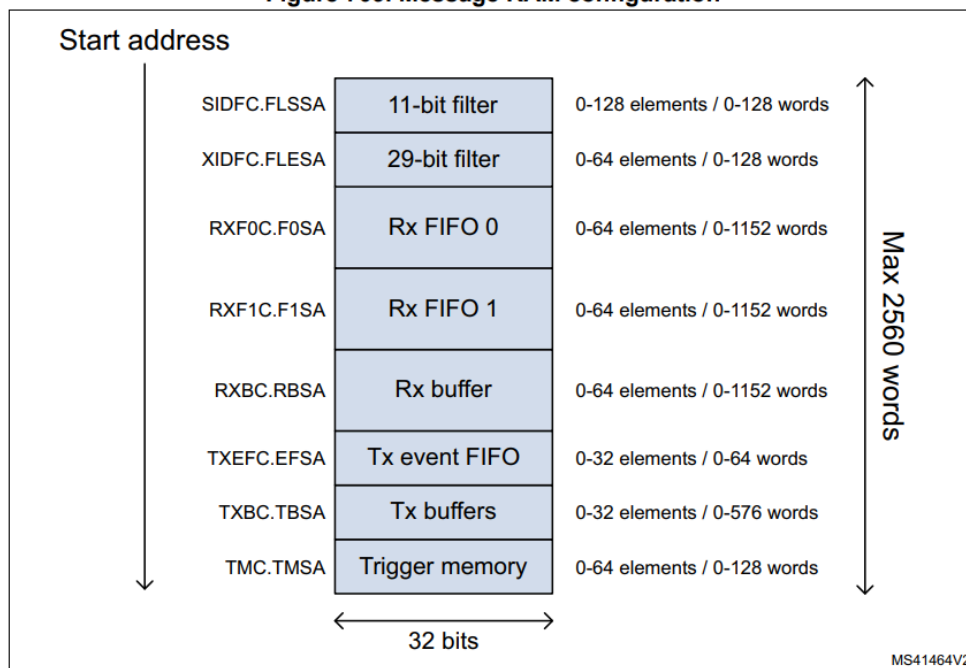 Start address
SIDFC.FLSSA 11-bit filter 0-128 elements / 0-128 words
XIDFC.FLESA 29-bit filter 0-64 elements / 0-128 words
RXF0C.F0SA Rx FIFO 0 0-64 elements / 0-1152 words
RXF1C.F1SA Rx FIFO 1 0-64 elements / 0-1152 words
RXBC.RBSA Rx buffer 0-64 elements / 0-1152 words
TXEFC.EFSA Tx event FIFO 0-32 elements / 0-64 words
TXBC.TBSA Tx buffers 0-32 elements / 0-576 words
TMC.TMSA Trigger memory 0-64 elements / 0-128 words
Max 2560 words
32 bits
MS41464V2